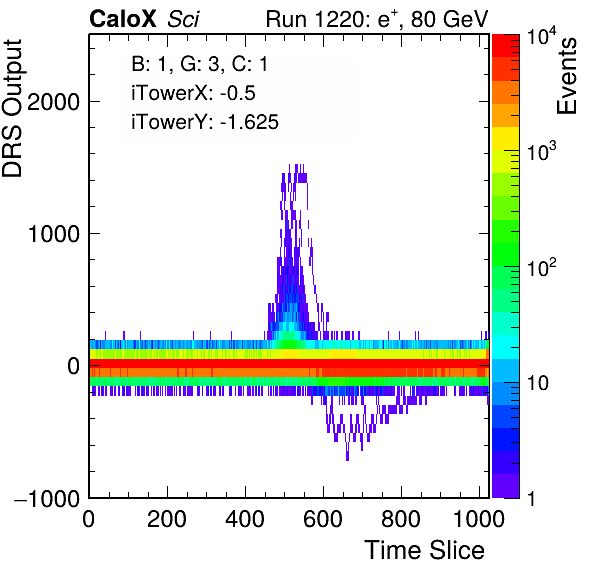 CaloX Sci
Run 1220: e⁺, 80 GeV
B: 1, G: 3, C: 1
iTowerX: -0.5
iTowerY: -1.625
DRS Output
2000
1000
0
−1000
0 200 400 600 800 1000
Time Slice
Events
10⁴
10³
10²
10
1